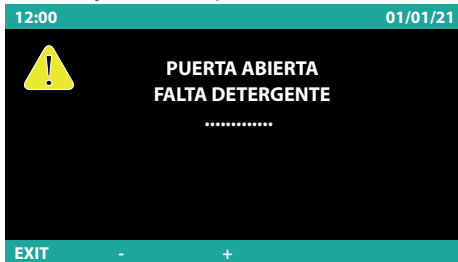 12:00 01/01/21
PUERTA ABIERTA
FALTA DETERGENTE
.............
EXIT - +